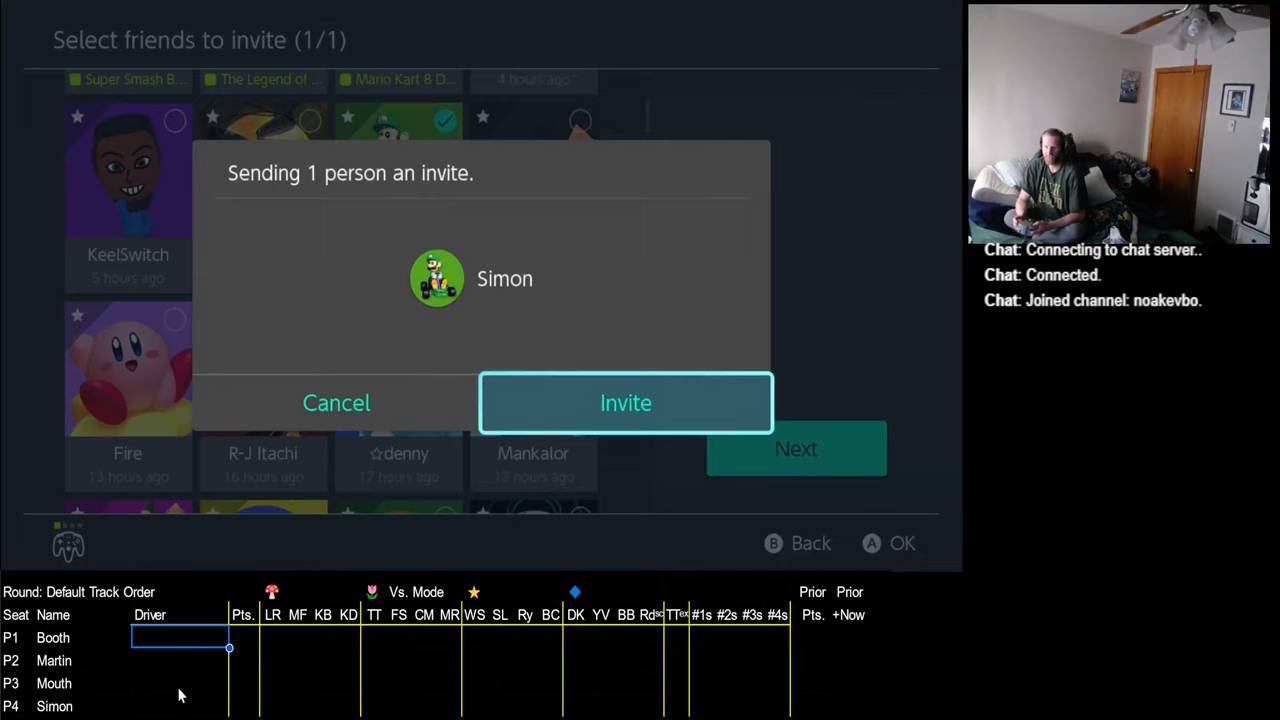 Select friends to invite (1/1)
Super Smash B... The Legend of ... Mario Kart 8 D... 4 hours ago
Sending 1 person an invite.
Simon
KeelSwitch
5 hours ago
Cancel Invite
Next
Fire R-J Itachi ☆denny Mankalor
13 hours ago 16 hours ago 17 hours ago 17 hours ago
B Back A OK
Chat: Connecting to chat server..
Chat: Connected.
Chat: Joined channel: noakevbo.
Round: Default Track Order Vs. Mode Prior Prior
Seat Name Driver Pts. LR MF KB KD TT FS CM MR WS SL Ry BC DK YV BB Rdˢᶜ TTᵉˣ #1s #2s #3s #4s Pts. +Now
P1 Booth
P2 Martin
P3 Mouth
P4 Simon